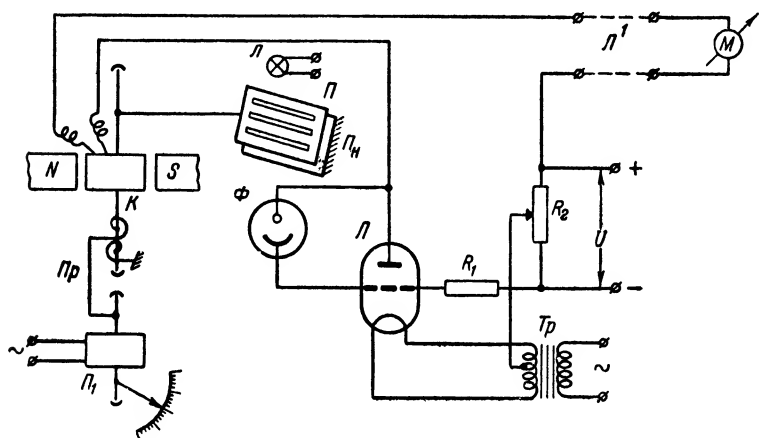 Л¹
М
Л
П
Пн
N
S
К
Ф
Л
R₁
R₂
+
U
−
Пр
~
П₁
Тр
~